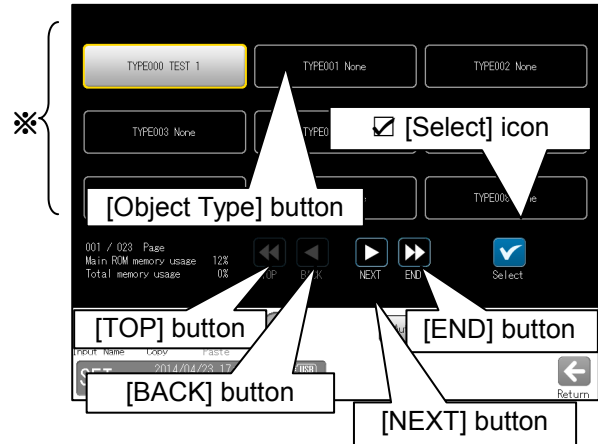 TYPE000 TEST 1
TYPE001 None
TYPE002 None
※
TYPE003 None
TYPE0
☑ [Select] icon
[Object Type] button
001 / 023 Page
Main ROM memory usage 12%
Total memory usage 0%
NEXT
END
Select
[TOP] button
[END] button
Input Name Copy Paste
SET
2014/04/23 17
USB
[BACK] button
Return
[NEXT] button